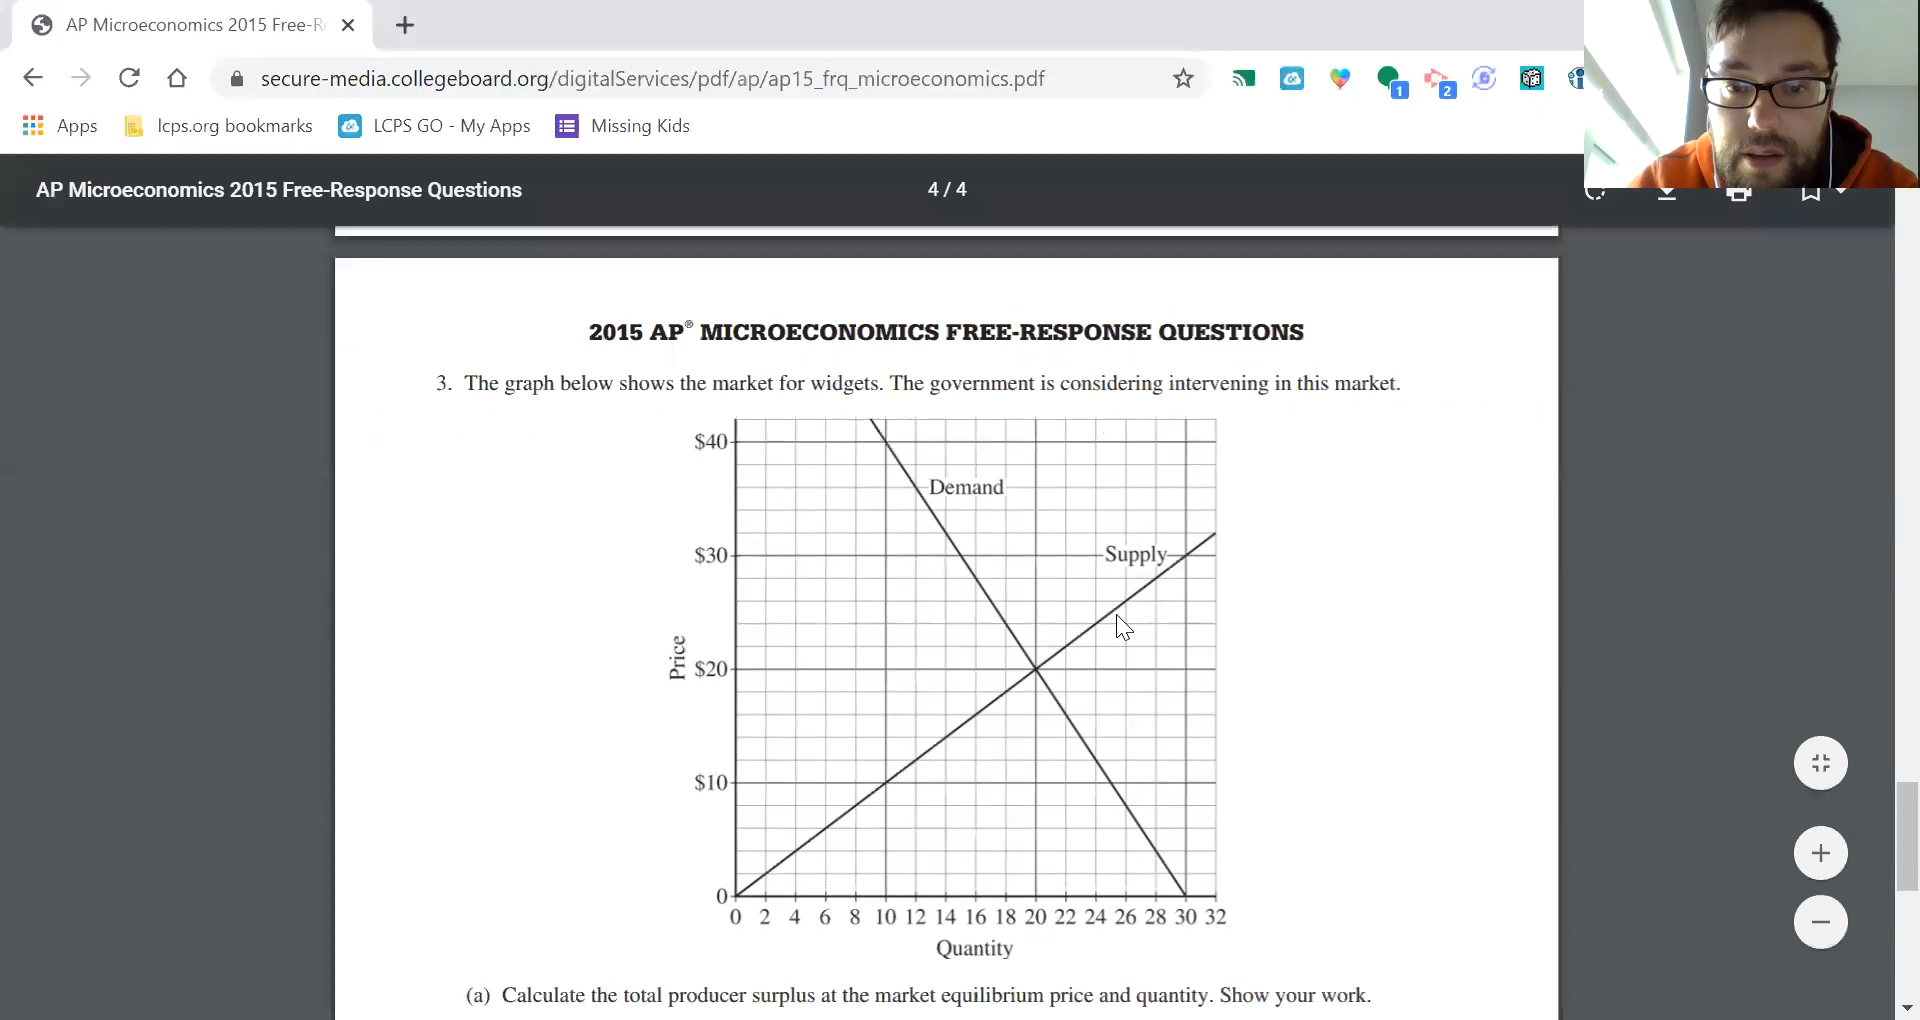 AP Microeconomics 2015 Free-R
secure-media.collegeboard.org/digitalServices/pdf/ap/ap15_frq_microeconomics.pdf
1
2
Apps
lcps.org bookmarks
LCPS GO - My Apps
Missing Kids
AP Microeconomics 2015 Free-Response Questions
4 / 4
2015 AP® MICROECONOMICS FREE-RESPONSE QUESTIONS
3. The graph below shows the market for widgets. The government is considering intervening in this market.
$40
Demand
$30
Supply
Price
$20
$10
0
0 2 4 6 8 10 12 14 16 18 20 22 24 26 28 30 32
Quantity
(a) Calculate the total producer surplus at the market equilibrium price and quantity. Show your work.